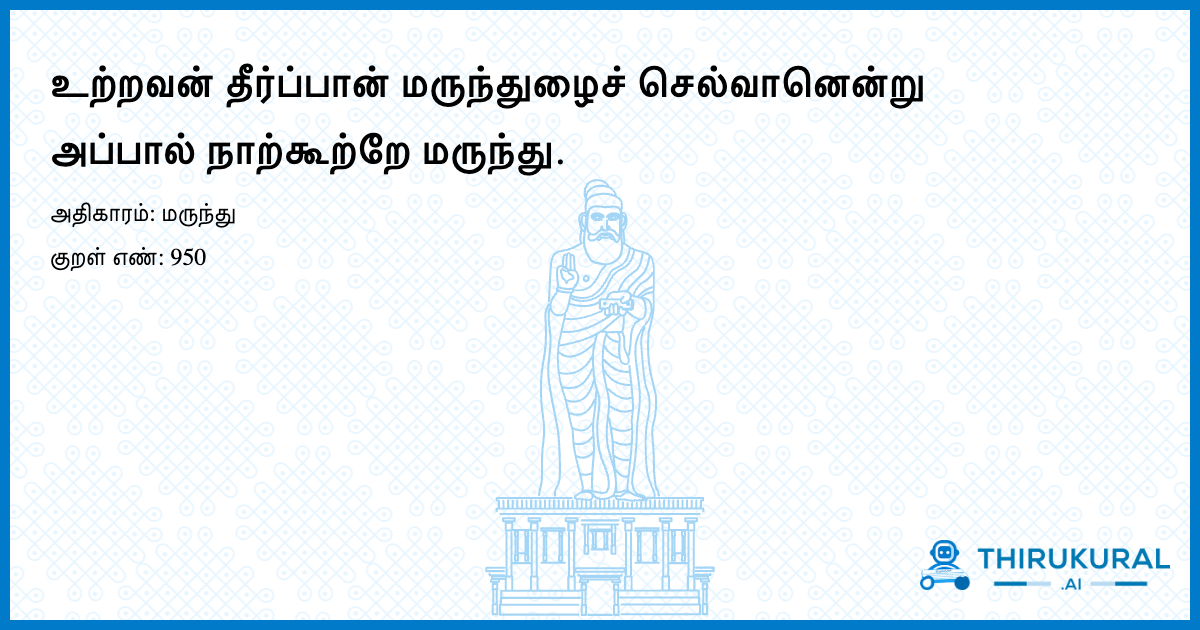 உற்றவன் தீர்ப்பான் மருந்துழைச் செல்வானென்று
அப்பால் நாற்கூற்றே மருந்து.
அதிகாரம்: மருந்து
குறள் எண்: 950
THIRUKURAL
.AI